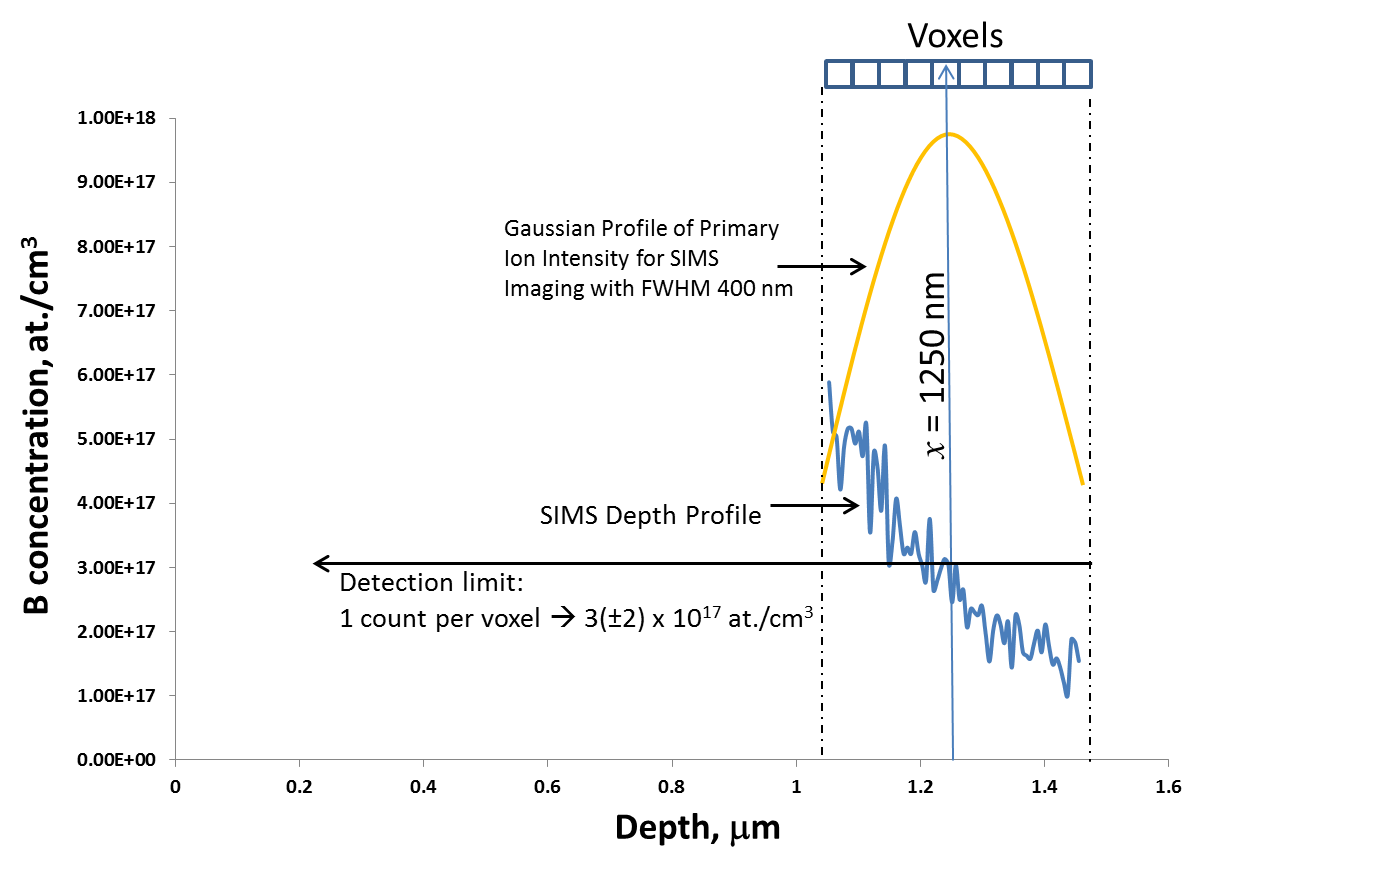 Voxels
1.00E+18
9.00E+17
8.00E+17
7.00E+17
6.00E+17
5.00E+17
4.00E+17
3.00E+17
2.00E+17
1.00E+17
0.00E+00
B concentration, at./cm³
Gaussian Profile of Primary
Ion Intensity for SIMS
Imaging with FWHM 400 nm
x = 1250 nm
SIMS Depth Profile
Detection limit:
1 count per voxel → 3(±2) x 10¹⁷ at./cm³
0 0.2 0.4 0.6 0.8 1 1.2 1.4 1.6
Depth, μm